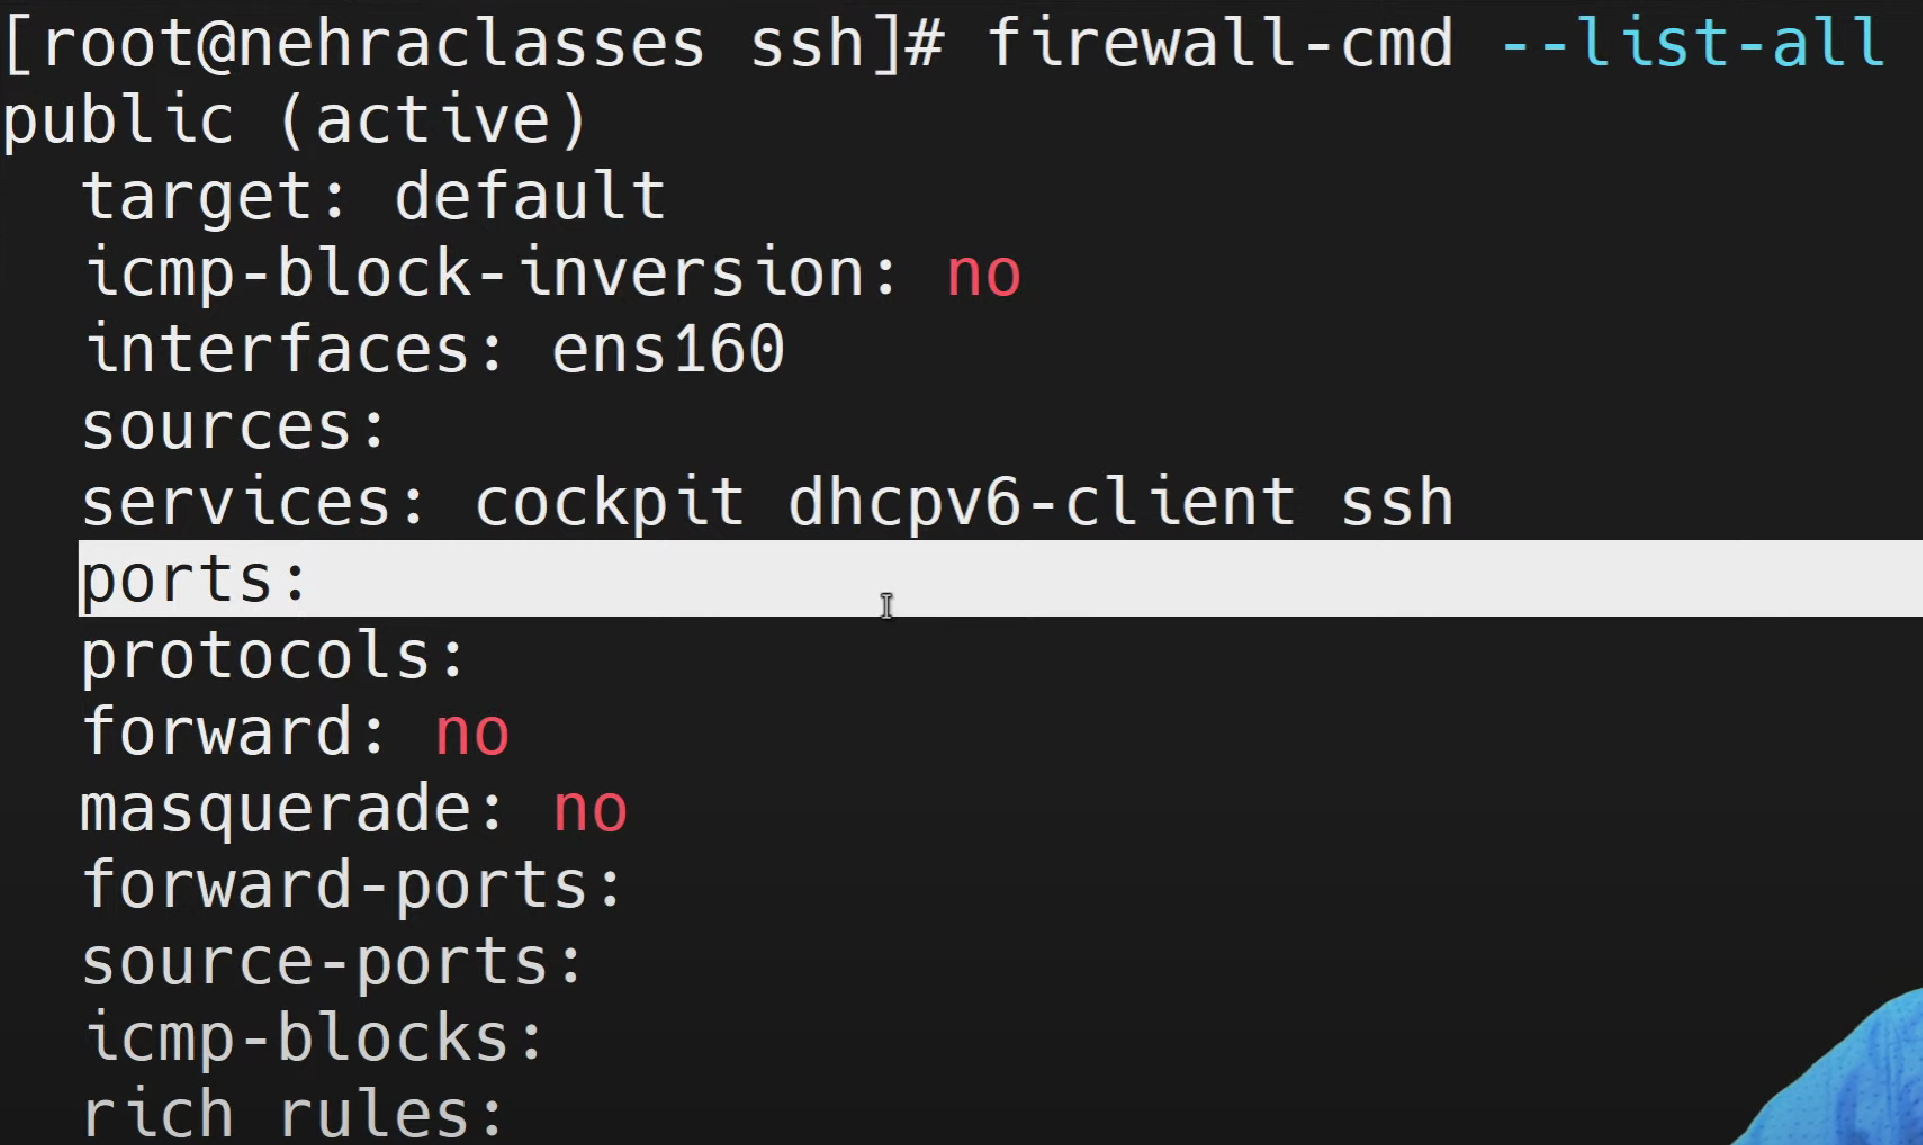 [root@nehraclasses ssh]# firewall-cmd --list-all
public (active)
target: default
icmp-block-inversion: no
interfaces: ens160
sources:
services: cockpit dhcpv6-client ssh
ports:
protocols:
forward: no
masquerade: no
forward-ports:
source-ports:
icmp-blocks:
rich rules: